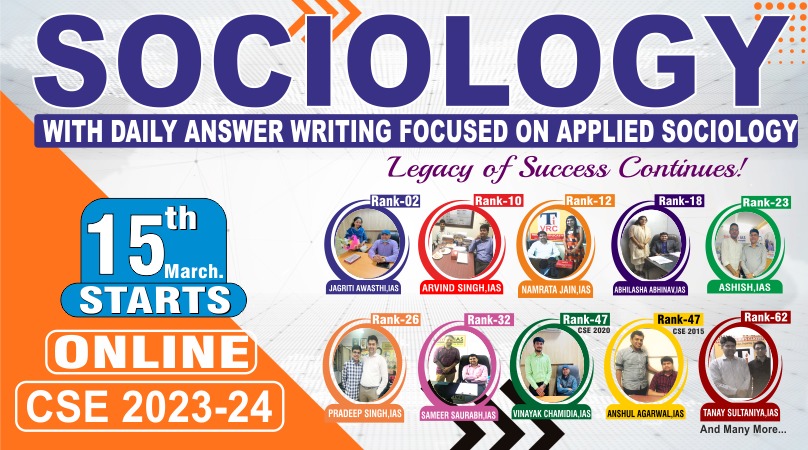 SOCIOLOGY
WITH DAILY ANSWER WRITING FOCUSED ON APPLIED SOCIOLOGY
Legacy of Success Continues!
15th
March.
STARTS
ONLINE
CSE 2023-24
Rank-02
JAGRITI AWASTHI,IAS
Rank-10
ARVIND SINGH,IAS
Rank-12
VRC
NAMRATA JAIN,IAS
Rank-18
ABHILASHA ABHINAV,IAS
Rank-23
ASHISH,IAS
Rank-26
PRADEEP SINGH,IAS
Rank-32
SAMEER SAURABH,IAS
Rank-47
CSE 2020
VINAYAK CHAMIDIA,IAS
Rank-47
CSE 2015
ANSHUL AGARWAL,IAS
Rank-62
TANAY SULTANIYA,IAS
And Many More...